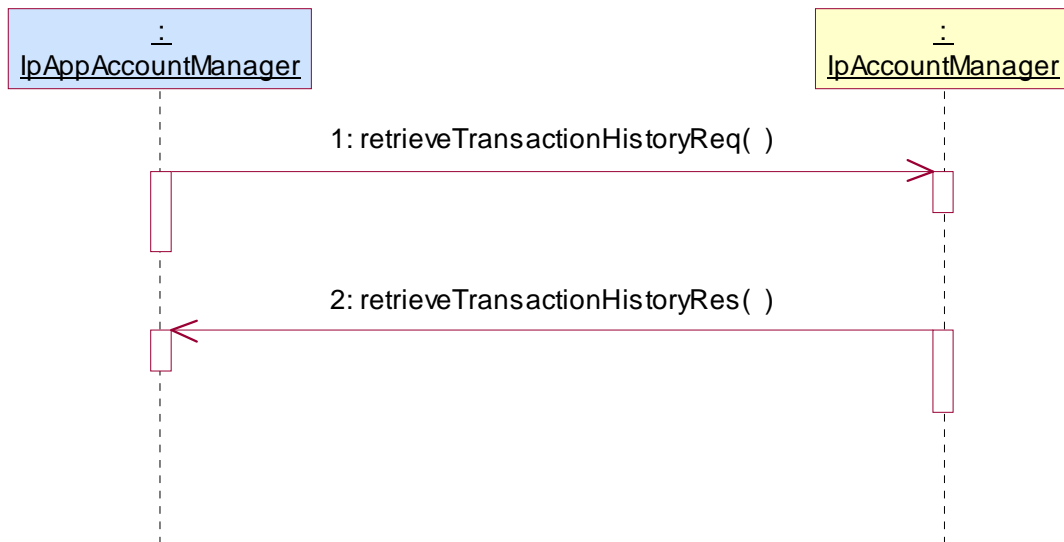 :
IpAppAccountManager
:
IpAccountManager
1: retrieveTransactionHistoryReq( )
2: retrieveTransactionHistoryRes( )